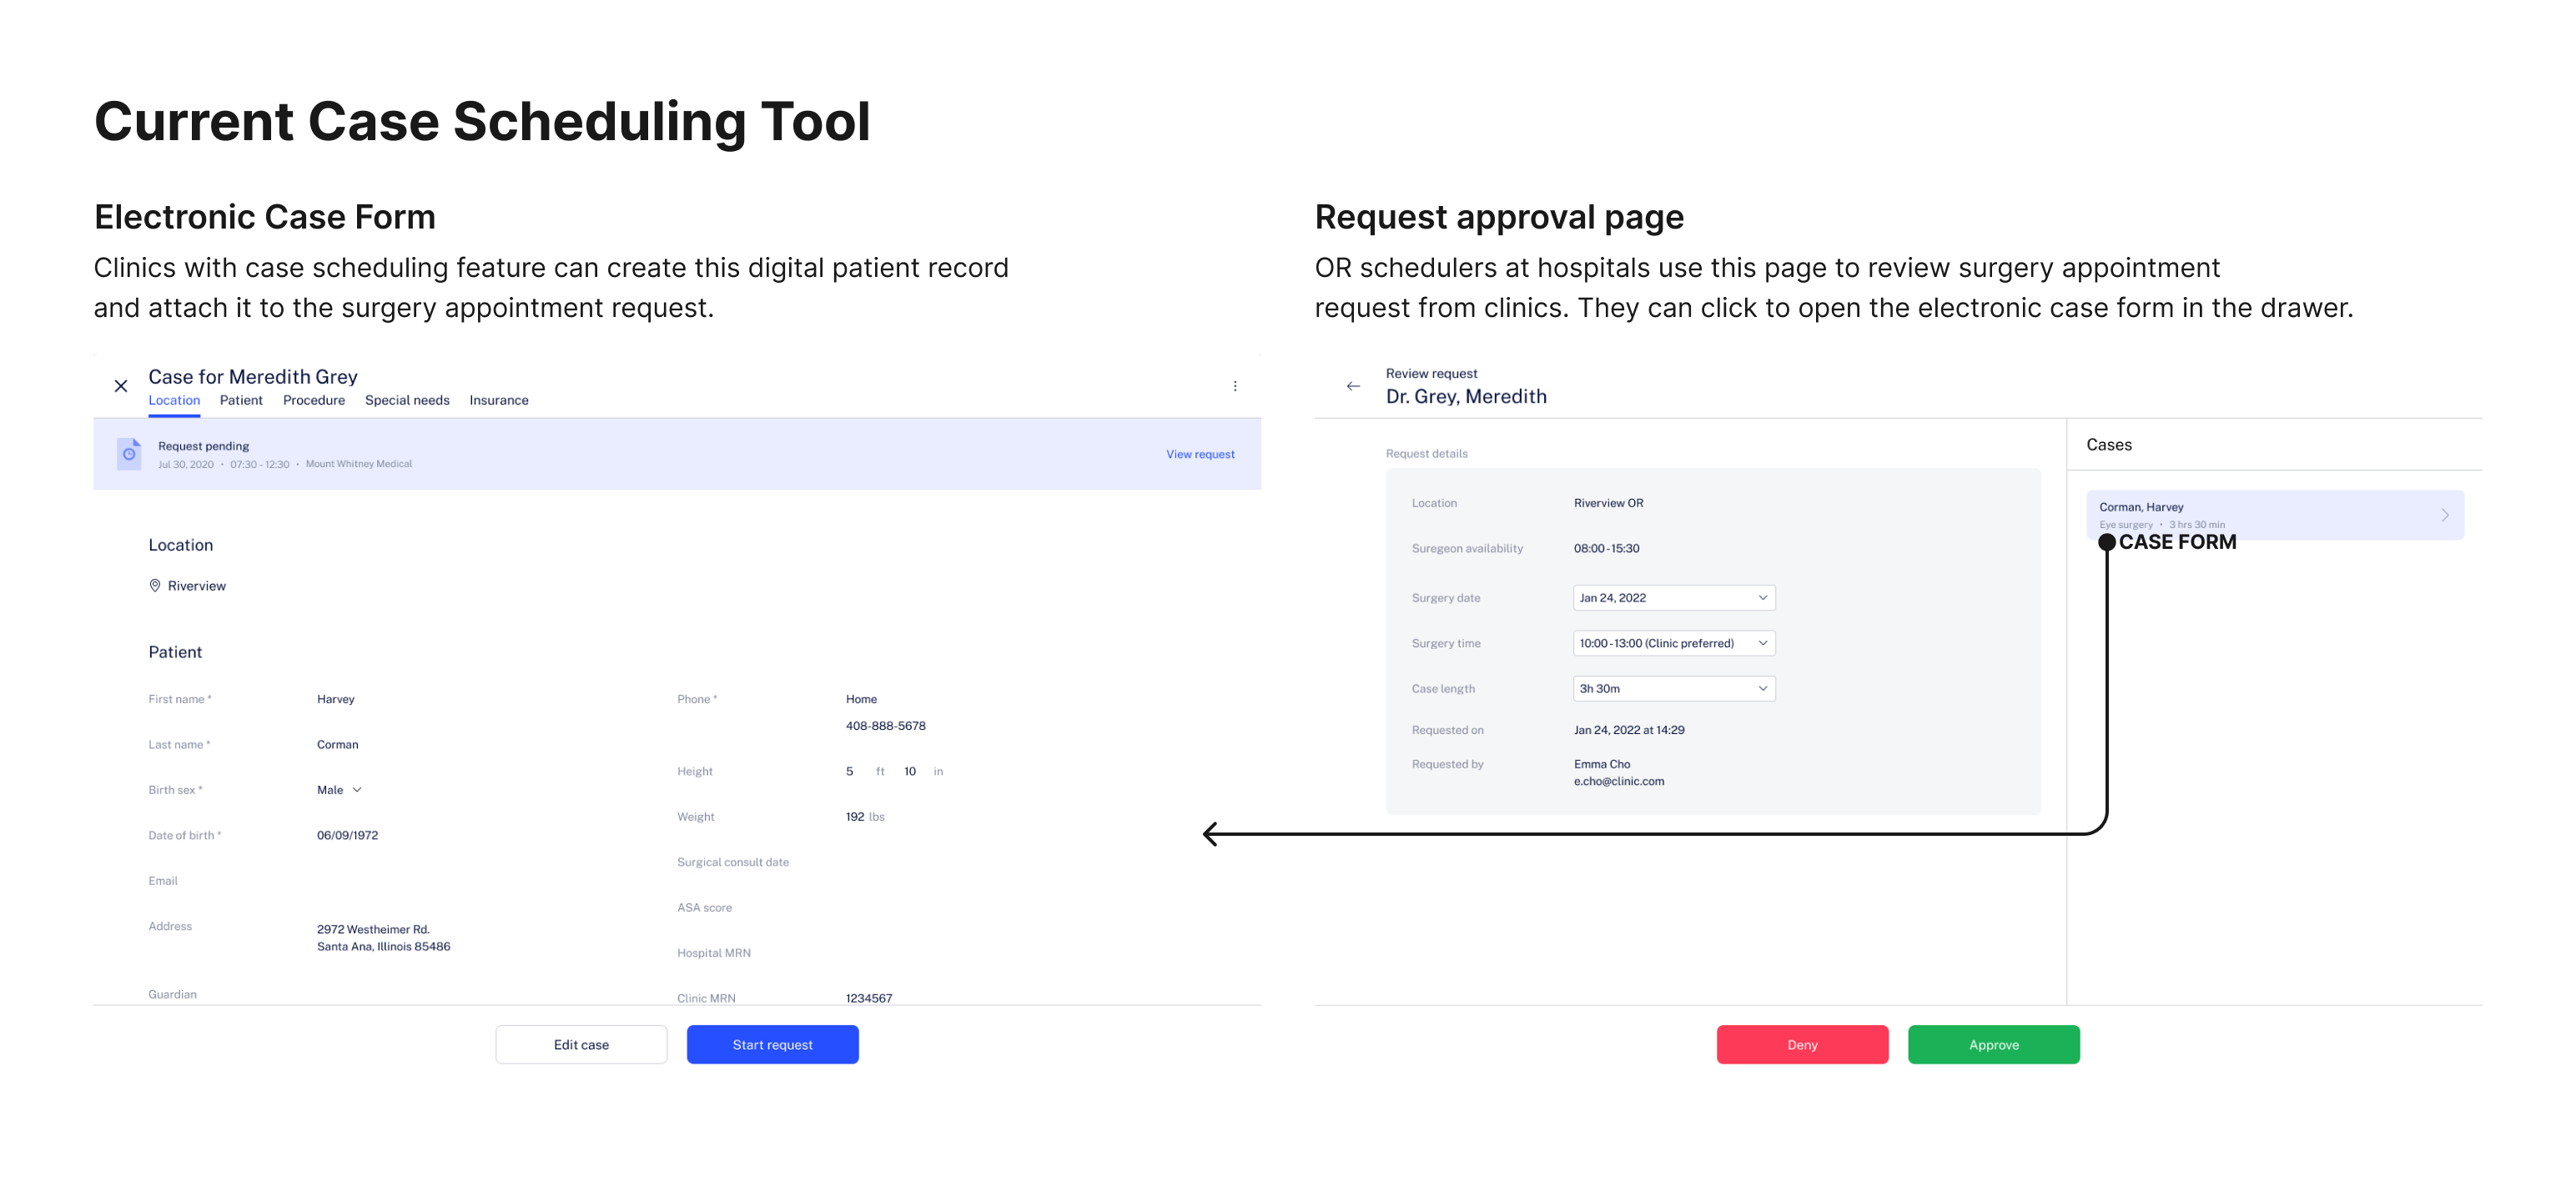 Current Case Scheduling Tool
Electronic Case Form
Clinics with case scheduling feature can create this digital patient record
and attach it to the surgery appointment request.
Case for Meredith Grey
Location Patient Procedure Special needs Insurance
Request pending
Jul 30, 2020 • 07:30 - 12:30 • Mount Whitney Medical
View request
Location
Riverview
Patient
First name * Harvey
Last name * Corman
Birth sex * Male
Date of birth * 06/09/1972
Email
Address 2972 Westheimer Rd.
Santa Ana, Illinois 85486
Guardian
Phone * Home
408-888-5678
Height 5 ft 10 in
Weight 192 lbs
Surgical consult date
ASA score
Hospital MRN
Clinic MRN 1234567
Edit case Start request
Request approval page
OR schedulers at hospitals use this page to review surgery appointment
request from clinics. They can click to open the electronic case form in the drawer.
Review request
Dr. Grey, Meredith
Request details
Location Riverview OR
Suregeon availability 08:00 - 15:30
Surgery date Jan 24, 2022
Surgery time 10:00 - 13:00 (Clinic preferred)
Case length 3h 30m
Requested on Jan 24, 2022 at 14:29
Requested by Emma Cho
e.cho@clinic.com
Cases
Corman, Harvey
Eye surgery • 3 hrs 30 min
CASE FORM
Deny Approve